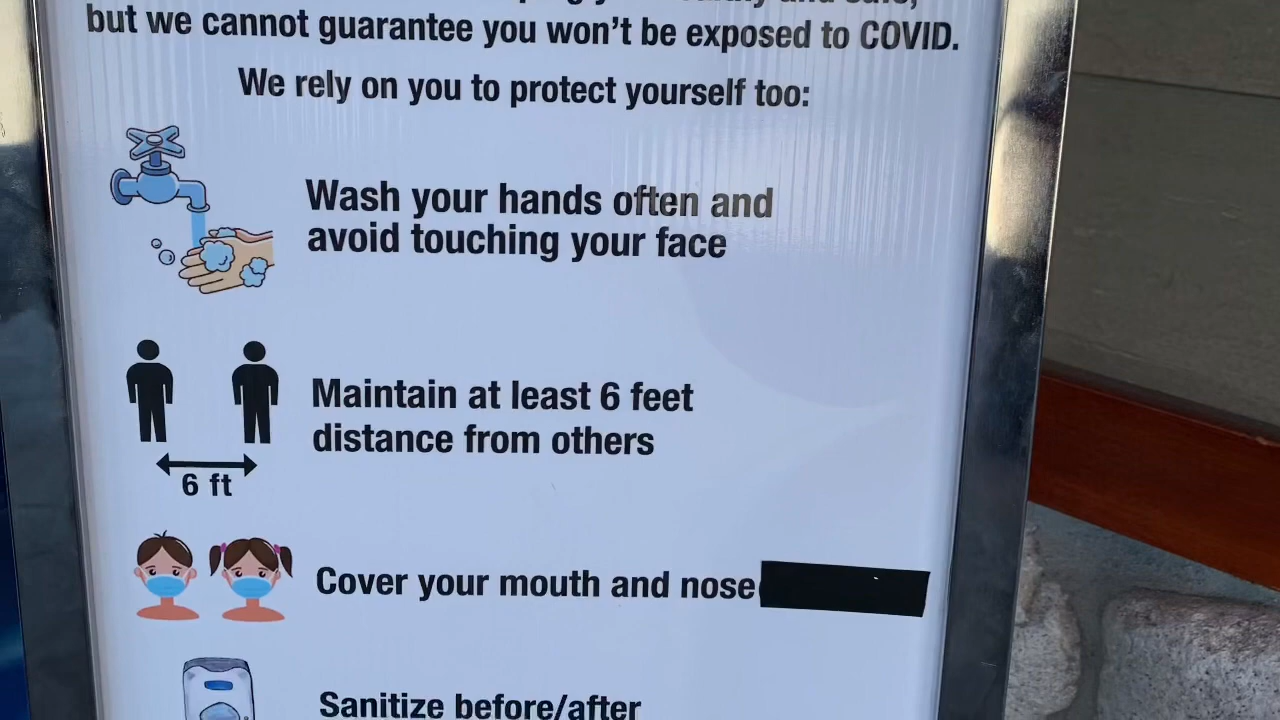 but we cannot guarantee you won't be exposed to COVID.
We rely on you to protect yourself too:
Wash your hands often and
avoid touching your face
Maintain at least 6 feet
distance from others
6 ft
Cover your mouth and nose
Sanitize before/after